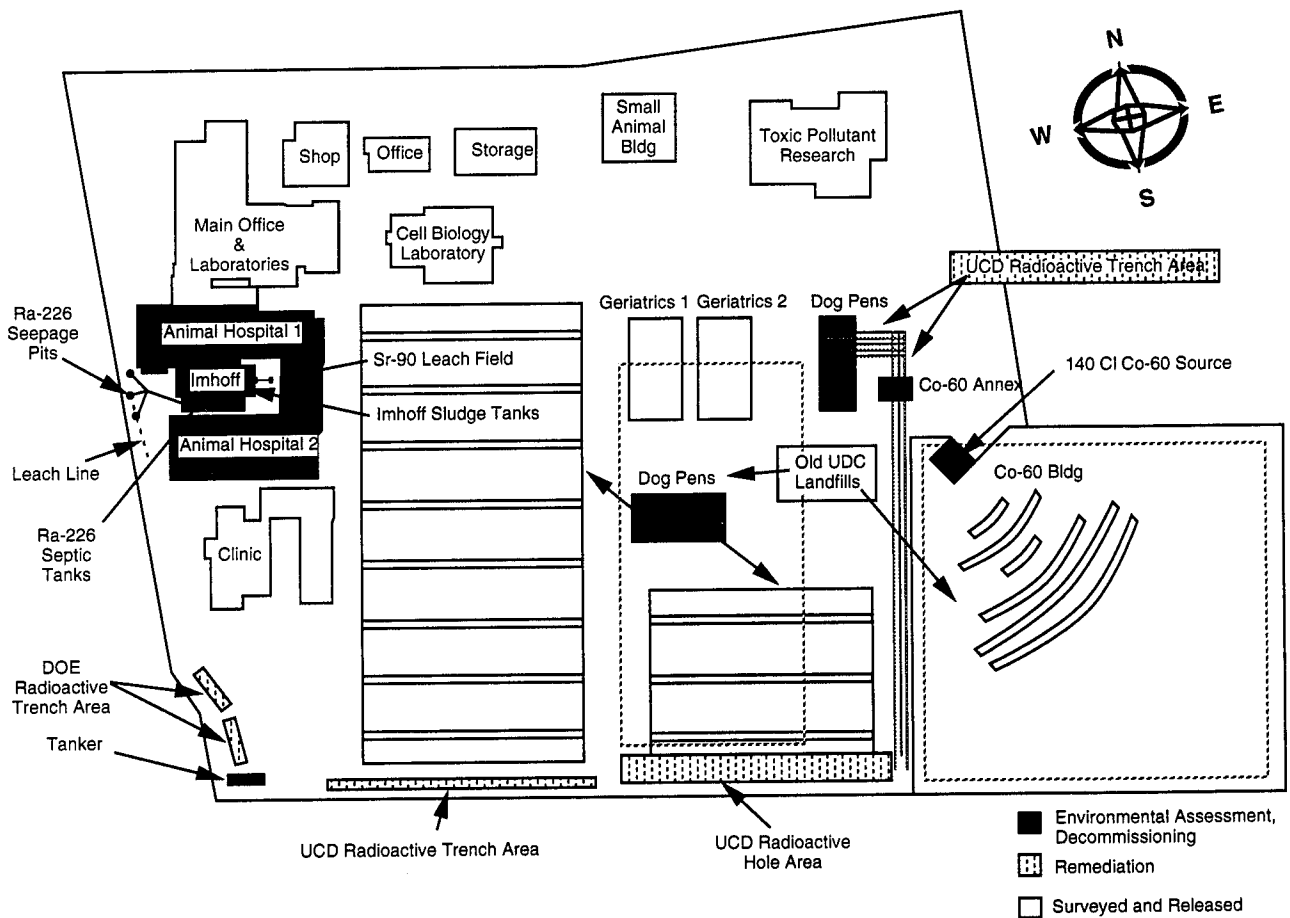 N
W
E
S
Small
Animal
Bldg
Toxic Pollutant
Research
Shop
Office
Storage
Main Office
&
Laboratories
Cell Biology
Laboratory
UCD Radioactive Trench Area
Geriatrics 1
Geriatrics 2
Dog Pens
Ra-226
Seepage
Pits
Animal Hospital 1
Sr-90 Leach Field
140 CI Co-60 Source
Imhoff
Co-60 Annex
Imhoff Sludge Tanks
Animal Hospital 2
Leach Line
Dog Pens
Old UDC
Landfills
Co-60 Bldg
Ra-226
Septic
Tanks
Clinic
DOE
Radioactive
Trench Area
Tanker
UCD Radioactive Trench Area
UCD Radioactive
Hole Area
Environmental Assessment,
Decommissioning
Remediation
Surveyed and Released